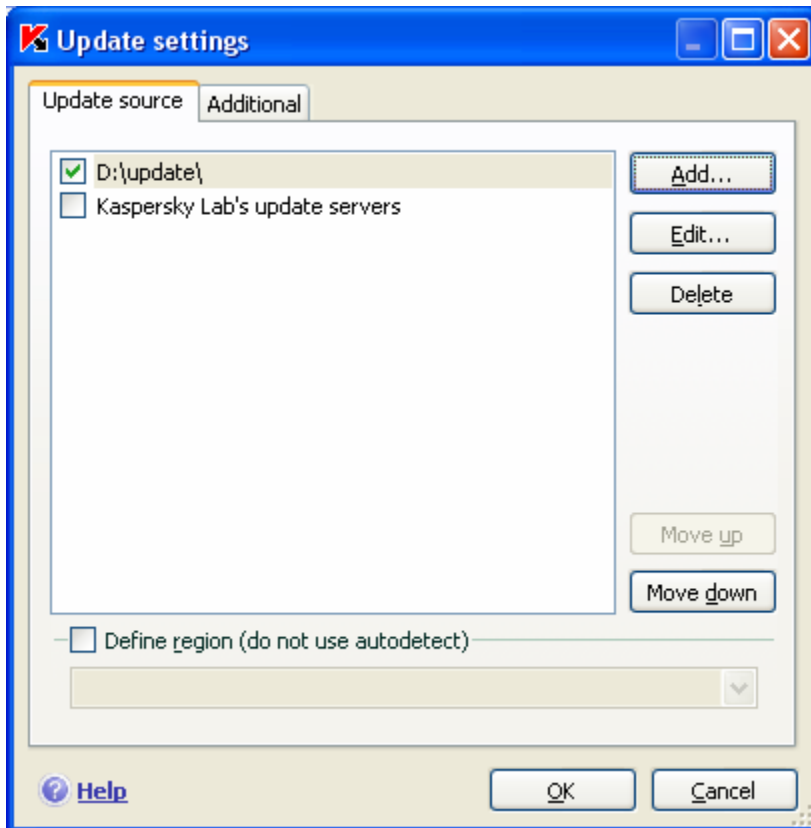 Update settings
Update source Additional
D:\update\
Kaspersky Lab's update servers
Add...
Edit...
Delete
Move up
Move down
Define region (do not use autodetect)
Help OK Cancel